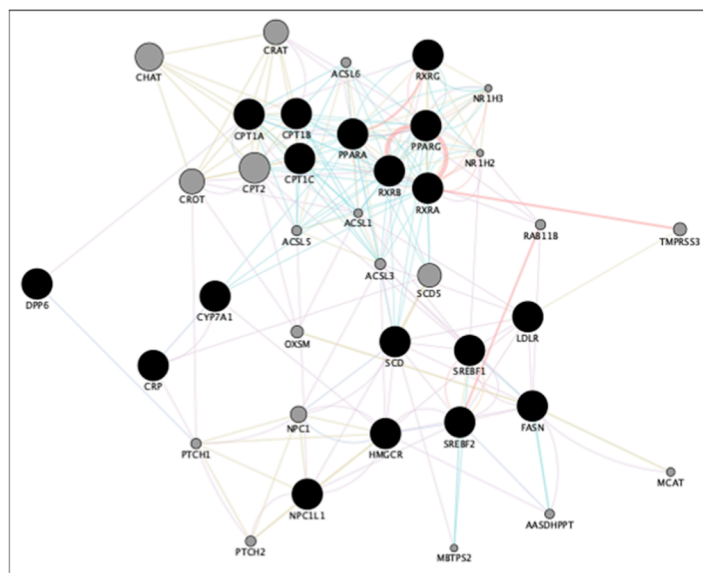 CRAT
CHAT
ACSL6
RXRG
NR1H3
CPT1A
CPT1B
PPARA
PPARG
NR1H2
CPT1C
CPT2
RXRB
RXRA
CROT
ACSL1
ACSL5
RAB11B
TMPRSS3
ACSL3
SCD5
DPP6
CYP7A1
LDLR
OXSM
SCD
SREBF1
CRP
NPC1
FASN
PTCH1
HMGCR
SREBF2
MCAT
NPC1L1
AASDHPPT
PTCH2
MBTPS2